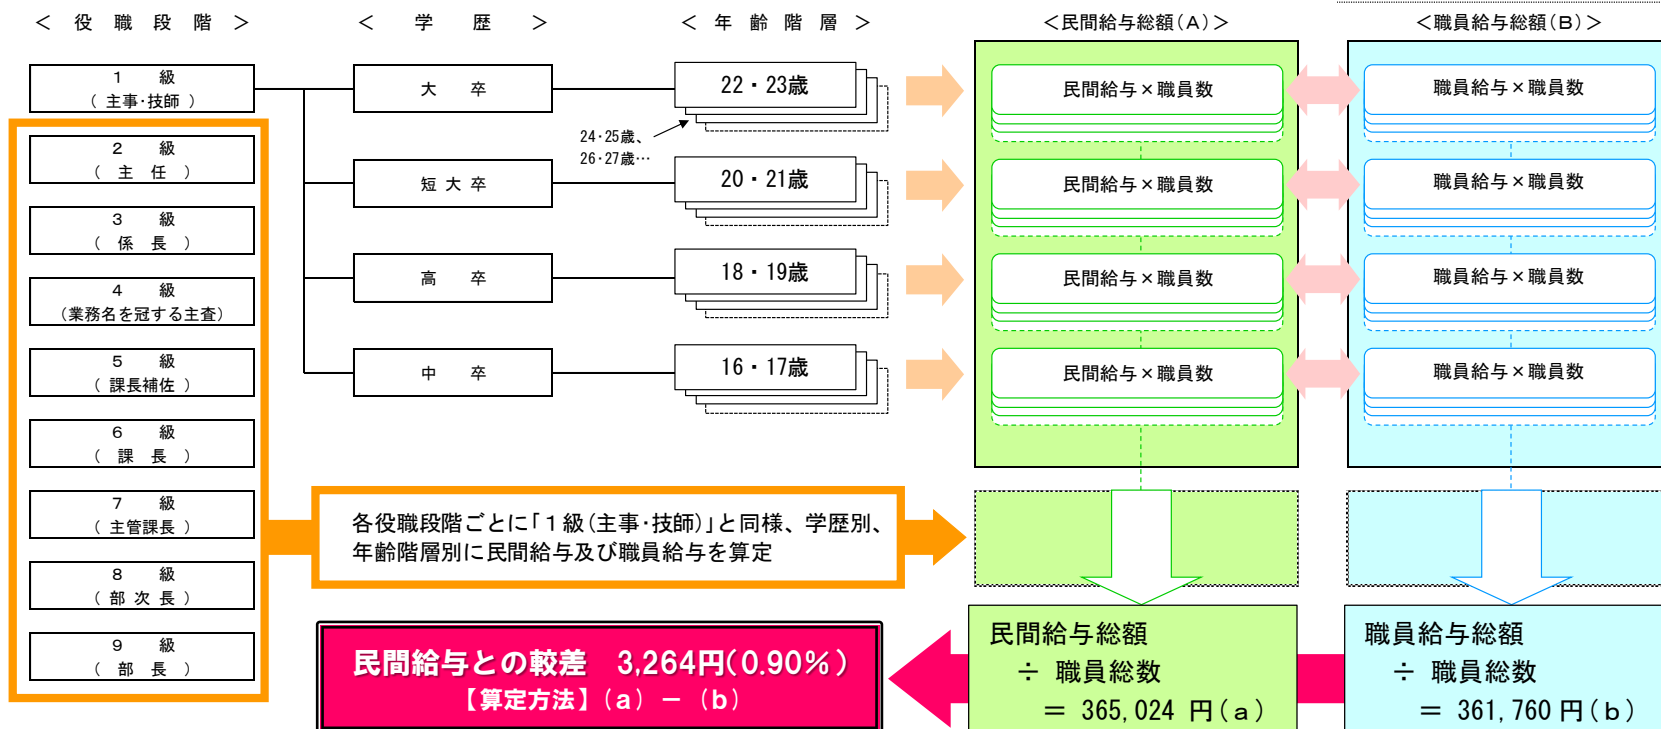 ＜ 役 職 段 階 ＞
＜ 学 歴 ＞
＜ 年 齢 階 層 ＞
＜民間給与総額（Ａ）＞
＜職員給与総額（Ｂ）＞
１ 級
（ 主事･技師 ）
２ 級
（ 主 任 ）
３ 級
（ 係 長 ）
４ 級
（業務名を冠する主査）
５ 級
（ 課長補佐 ）
６ 級
（ 課 長 ）
７ 級
（ 主管課長 ）
８ 級
（ 部 次 長 ）
９ 級
（ 部 長 ）
大 卒
短 大 卒
高 卒
中 卒
22・23歳
24･25歳、
26･27歳…
20・21歳
18・19歳
16・17歳
民間給与×職員数
民間給与×職員数
民間給与×職員数
民間給与×職員数
職員給与×職員数
職員給与×職員数
職員給与×職員数
職員給与×職員数
各役職段階ごとに｢１級（主事･技師）｣と同様、学歴別、
年齢階層別に民間給与及び職員給与を算定
民間給与総額
÷ 職員総数
＝ 365,024 円（ａ）
職員給与総額
÷ 職員総数
＝ 361,760 円（ｂ）
民間給与との較差 3,264円（0.90％）
【算定方法】（ａ） － （ｂ）